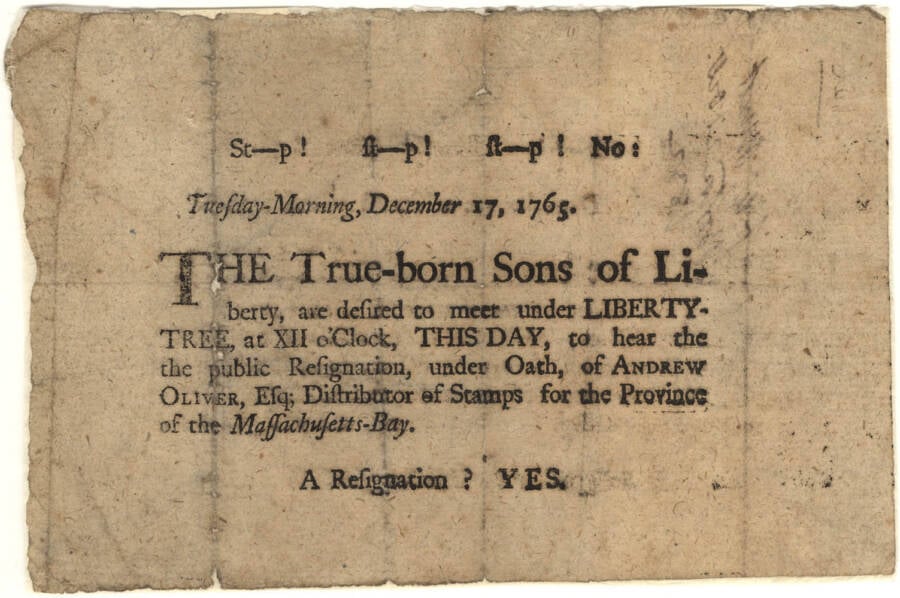 St—p! ſt—p! ſt—p! No:
Tueſday-Morning, December 17, 1765.
THE True-born Sons of Li-
berty, are deſired to meet under LIBERTY-
TREE, at XII o'Clock, THIS DAY, to hear the
the public Reſignation, under Oath, of ANDREW
OLIVER, Eſq; Diſtributor of Stamps for the Province
of the Maſſachuſetts-Bay.
A Reſignation? YES.